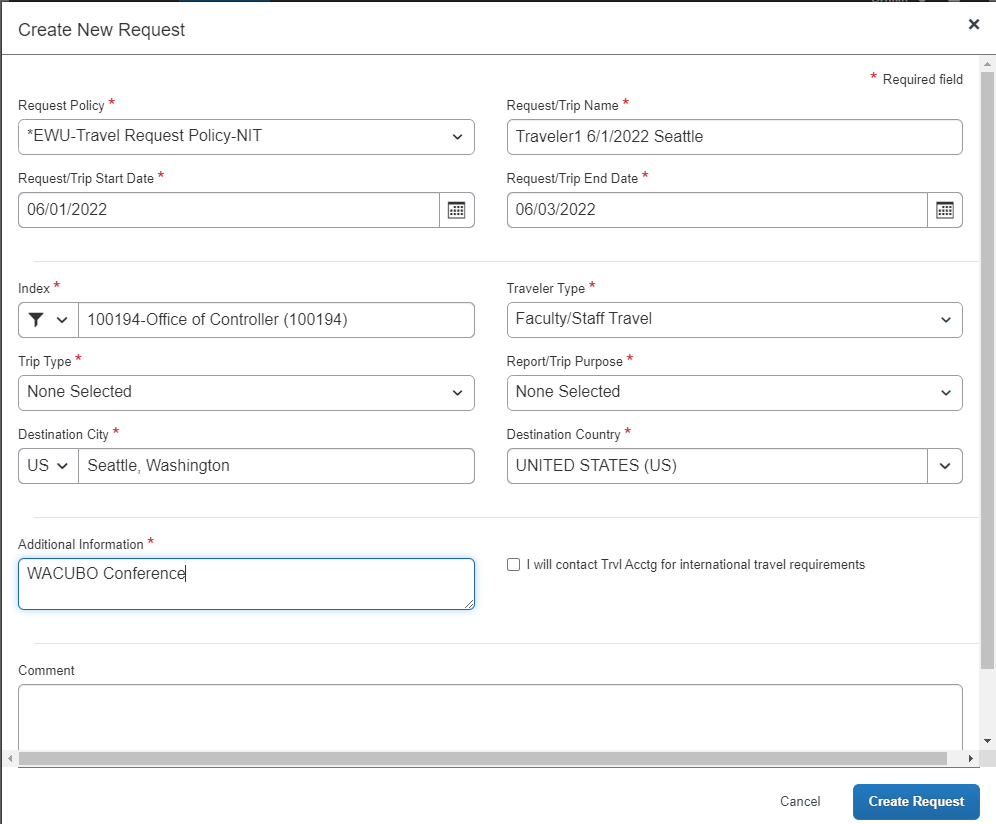 Create New Request
* Required field
Request Policy *
*EWU-Travel Request Policy-NIT
Request/Trip Name *
Traveler1 6/1/2022 Seattle
Request/Trip Start Date *
06/01/2022
Request/Trip End Date *
06/03/2022
Index *
100194-Office of Controller (100194)
Traveler Type *
Faculty/Staff Travel
Trip Type *
None Selected
Report/Trip Purpose *
None Selected
Destination City *
US Seattle, Washington
Destination Country *
UNITED STATES (US)
Additional Information *
WACUBO Conference
I will contact Trvl Acctg for international travel requirements
Comment
Cancel
Create Request